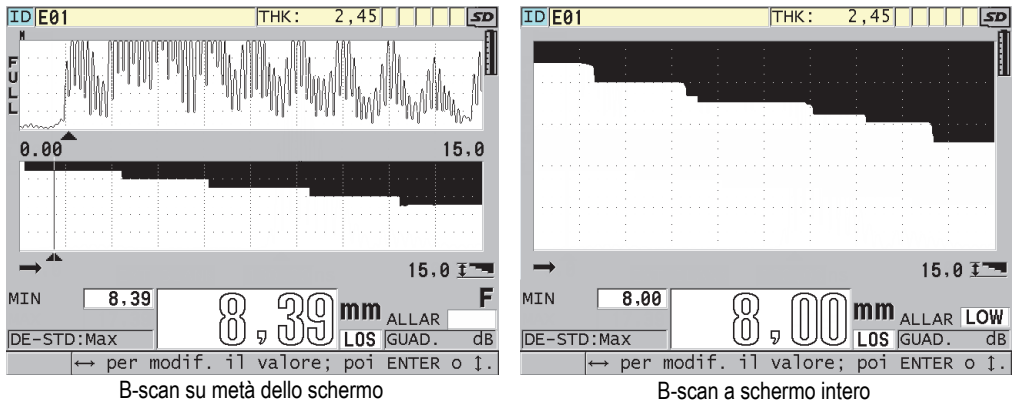 ID E01 THK: 2,45 SD
FULL
0.00 15,0
15,0
MIN 8,39 8,39 mm F
ALLAR
DE-STD:Max LOS GUAD. dB
↔ per modif. il valore; poi ENTER o ↕.
B-scan su metà dello schermo
ID E01 THK: 2,45 SD
15,0
MIN 8,00 8,00 mm
ALLAR LOW
DE-STD:Max LOS GUAD. dB
↔ per modif. il valore; poi ENTER o ↕.
B-scan a schermo intero